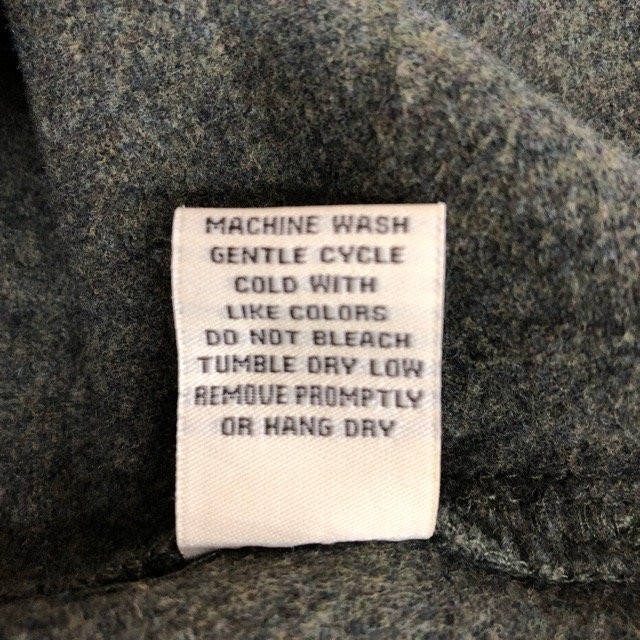 MACHINE WASH
GENTLE CYCLE
COLD WITH
LIKE COLORS
DO NOT BLEACH
TUMBLE DRY LOW
REMOVE PROMPTLY
OR HANG DRY